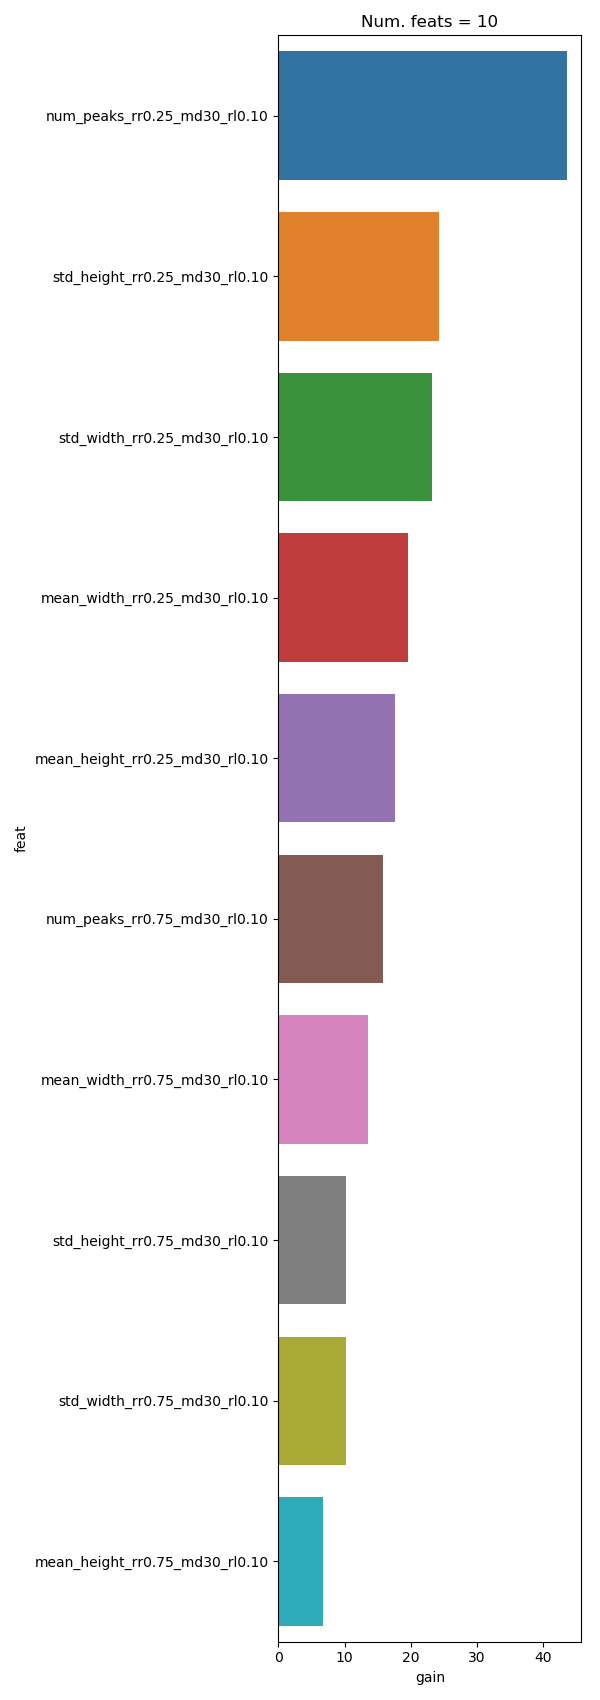 Num. feats = 10
num_peaks_rr0.25_md30_rl0.10
std_height_rr0.25_md30_rl0.10
std_width_rr0.25_md30_rl0.10
mean_width_rr0.25_md30_rl0.10
mean_height_rr0.25_md30_rl0.10
feat
num_peaks_rr0.75_md30_rl0.10
mean_width_rr0.75_md30_rl0.10
std_height_rr0.75_md30_rl0.10
std_width_rr0.75_md30_rl0.10
mean_height_rr0.75_md30_rl0.10
0 10 20 30 40
gain